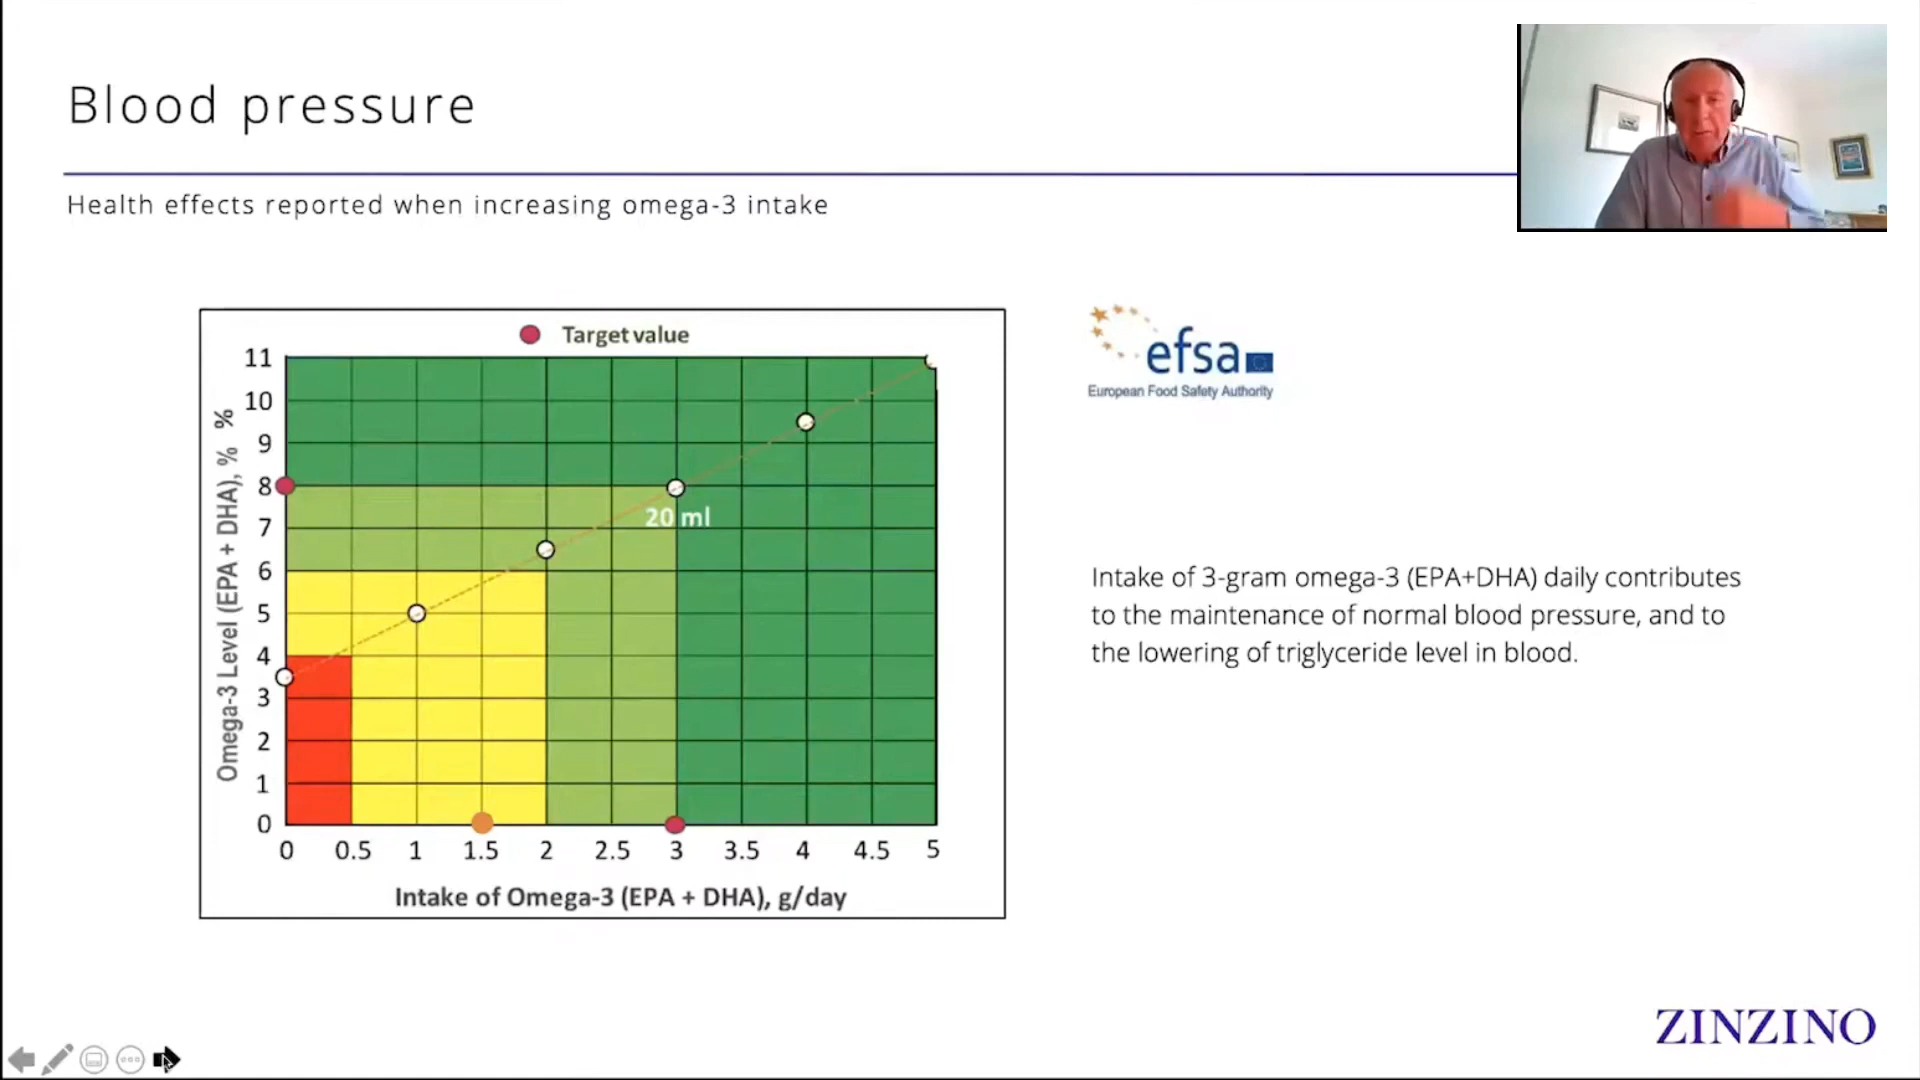 Blood pressure
Health effects reported when increasing omega-3 intake
Target value
11
10
9
8
7
6
5
4
3
2
1
0
Omega-3 Level (EPA + DHA), % %
20 ml
0 0.5 1 1.5 2 2.5 3 3.5 4 4.5 5
Intake of Omega-3 (EPA + DHA), g/day
efsa
European Food Safety Authority
Intake of 3-gram omega-3 (EPA+DHA) daily contributes
to the maintenance of normal blood pressure, and to
the lowering of triglyceride level in blood.
ZINZINO